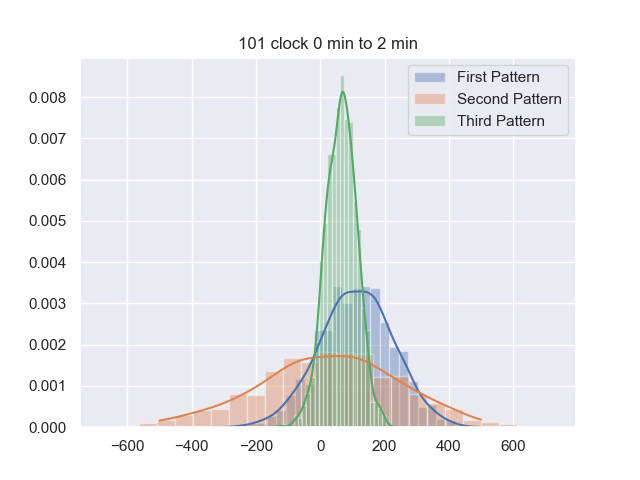 101 clock 0 min to 2 min
First Pattern
Second Pattern
Third Pattern
0.008
0.007
0.006
0.005
0.004
0.003
0.002
0.001
0.000
−600 −400 −200 0 200 400 600